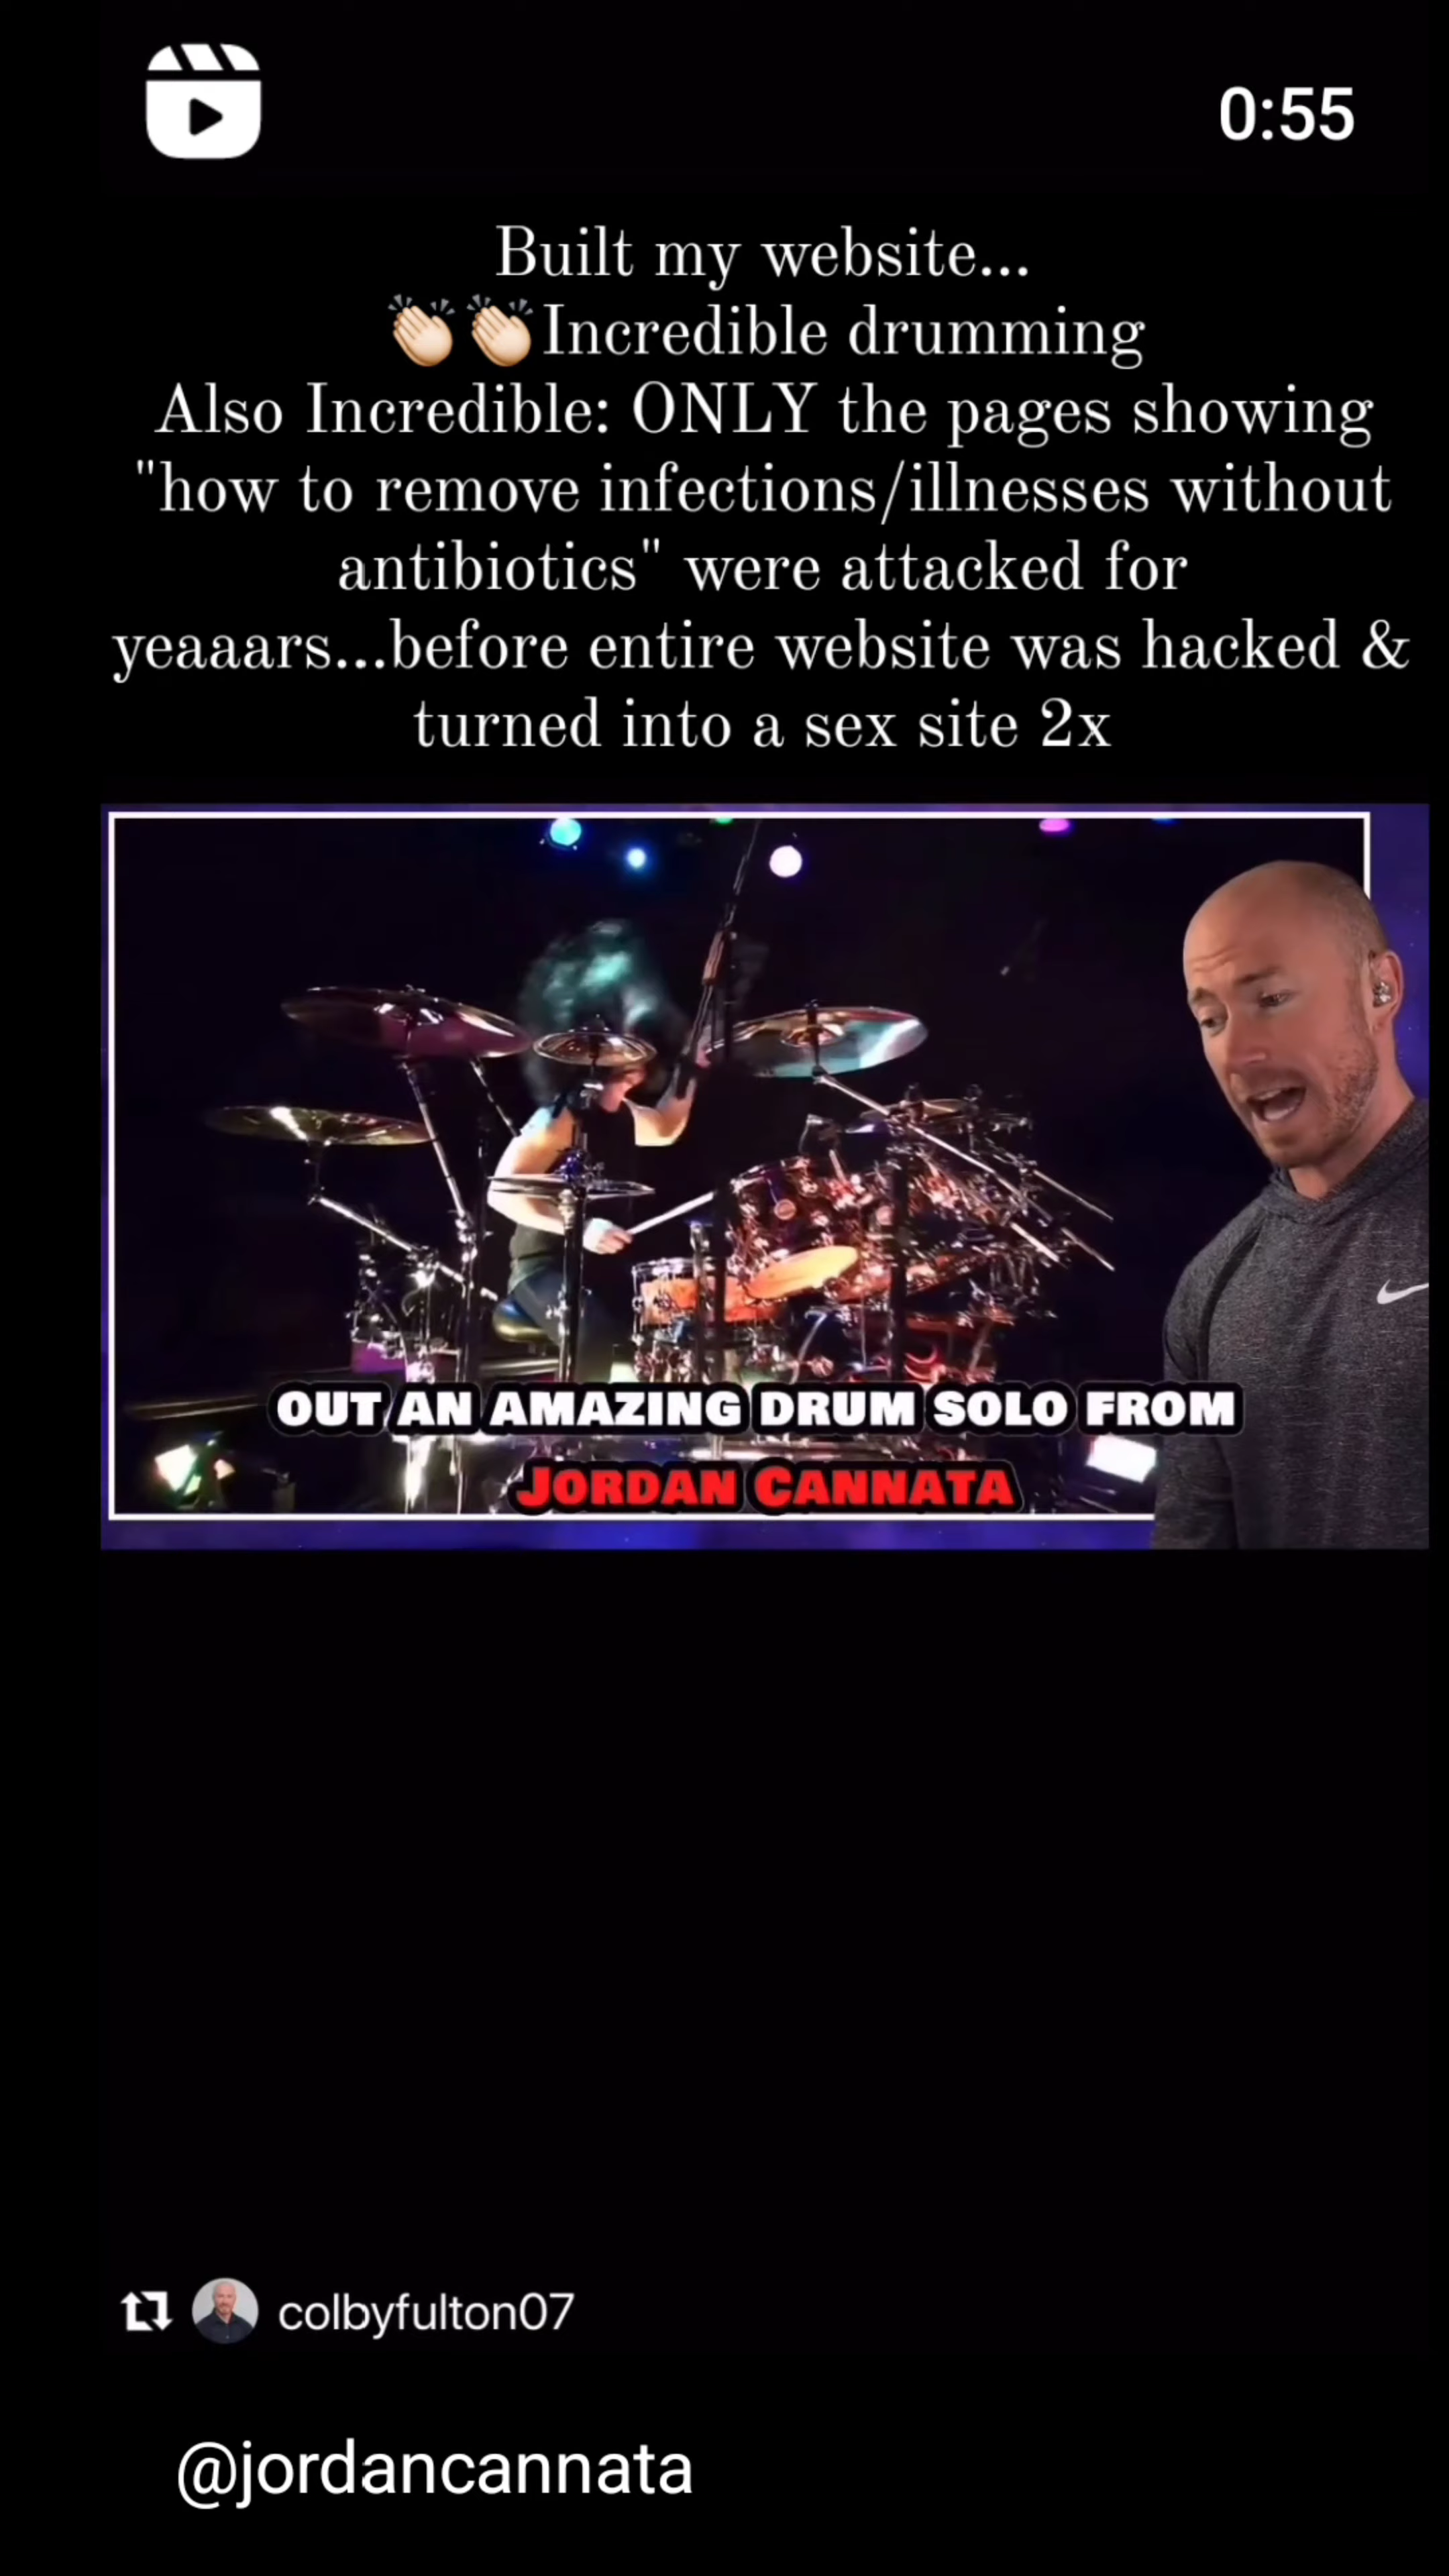 0:55
Built my website...
👏🏻👏🏻Incredible drumming
Also Incredible: ONLY the pages showing
"how to remove infections/illnesses without
antibiotics" were attacked for
yeaaars...before entire website was hacked &
turned into a sex site 2x
OUT AN AMAZING DRUM SOLO FROM
JORDAN CANNATA
colbyfulton07
@jordancannata